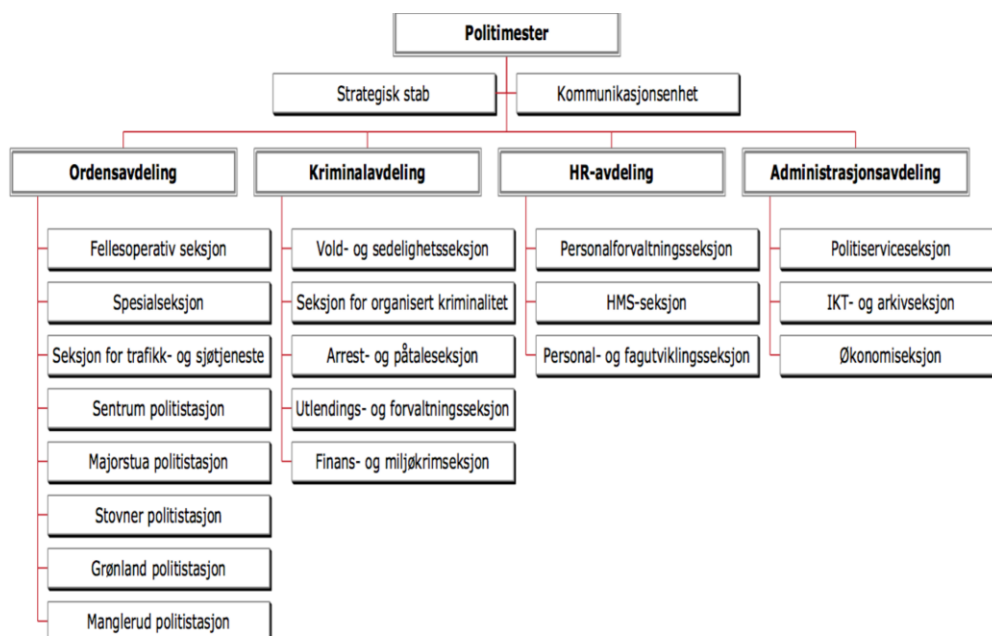 Politimester
Strategisk stab
Kommunikasjonsenhet
Ordensavdeling
Fellesoperativ seksjon
Spesialseksjon
Seksjon for trafikk- og sjøtjeneste
Sentrum politistasjon
Majorstua politistasjon
Stovner politistasjon
Grønland politistasjon
Manglerud politistasjon
Kriminalavdeling
Vold- og sedelighetsseksjon
Seksjon for organisert kriminalitet
Arrest- og påtaleseksjon
Utlendings- og forvaltningsseksjon
Finans- og miljøkrimseksjon
HR-avdeling
Personalforvaltningsseksjon
HMS-seksjon
Personal- og fagutviklingsseksjon
Administrasjonsavdeling
Politiserviceseksjon
IKT- og arkivseksjon
Økonomiseksjon